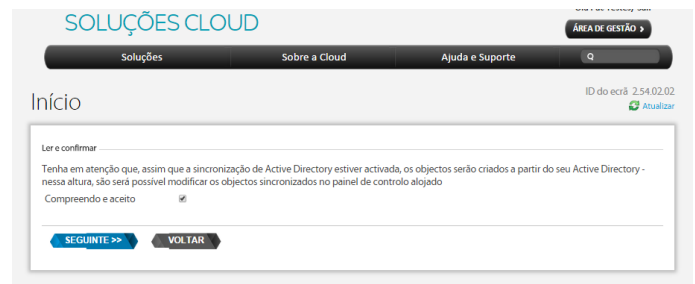 SOLUÇÕES CLOUD
ÁREA DE GESTÃO >
Soluções
Sobre a Cloud
Ajuda e Suporte
Início
ID do ecrã 2.54.02.02
Atualizar
Ler e confirmar
Tenha em atenção que, assim que a sincronização de Active Directory estiver activada, os objectos serão criados a partir do seu Active Directory -
nessa altura, são será possível modificar os objectos sincronizados no painel de controlo alojado
Compreendo e aceito
SEGUINTE >>
VOLTAR